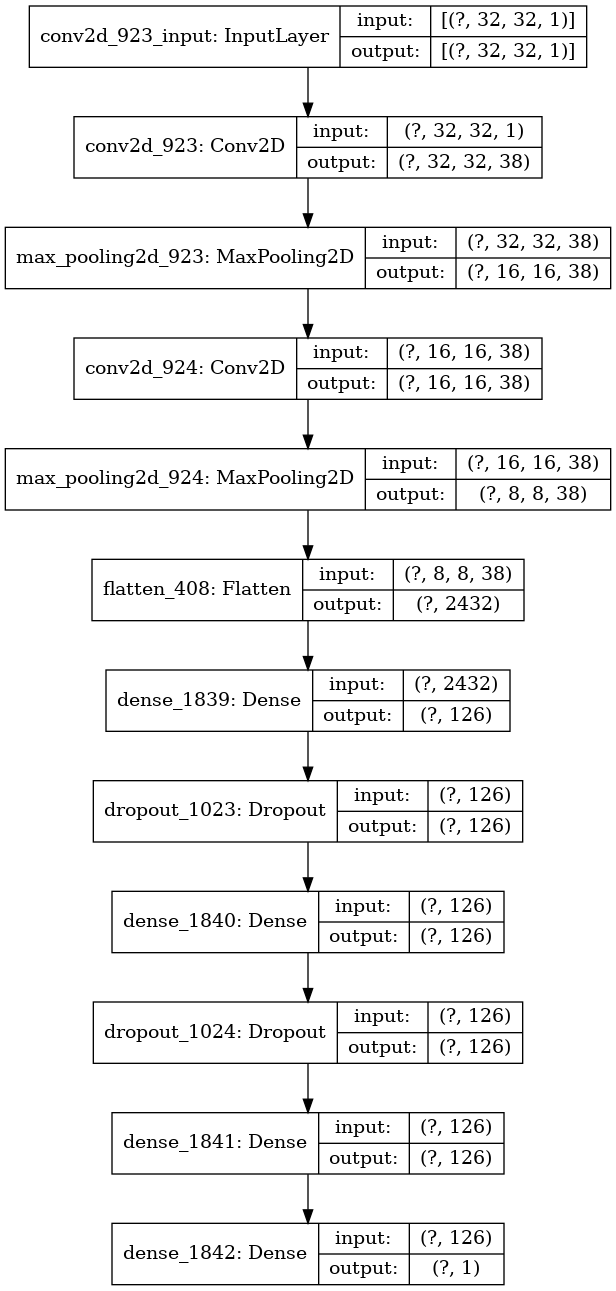 conv2d_923_input: InputLayer
input: [(?, 32, 32, 1)]
output: [(?, 32, 32, 1)]
conv2d_923: Conv2D
input: (?, 32, 32, 1)
output: (?, 32, 32, 38)
max_pooling2d_923: MaxPooling2D
input: (?, 32, 32, 38)
output: (?, 16, 16, 38)
conv2d_924: Conv2D
input: (?, 16, 16, 38)
output: (?, 16, 16, 38)
max_pooling2d_924: MaxPooling2D
input: (?, 16, 16, 38)
output: (?, 8, 8, 38)
flatten_408: Flatten
input: (?, 8, 8, 38)
output: (?, 2432)
dense_1839: Dense
input: (?, 2432)
output: (?, 126)
dropout_1023: Dropout
input: (?, 126)
output: (?, 126)
dense_1840: Dense
input: (?, 126)
output: (?, 126)
dropout_1024: Dropout
input: (?, 126)
output: (?, 126)
dense_1841: Dense
input: (?, 126)
output: (?, 126)
dense_1842: Dense
input: (?, 126)
output: (?, 1)